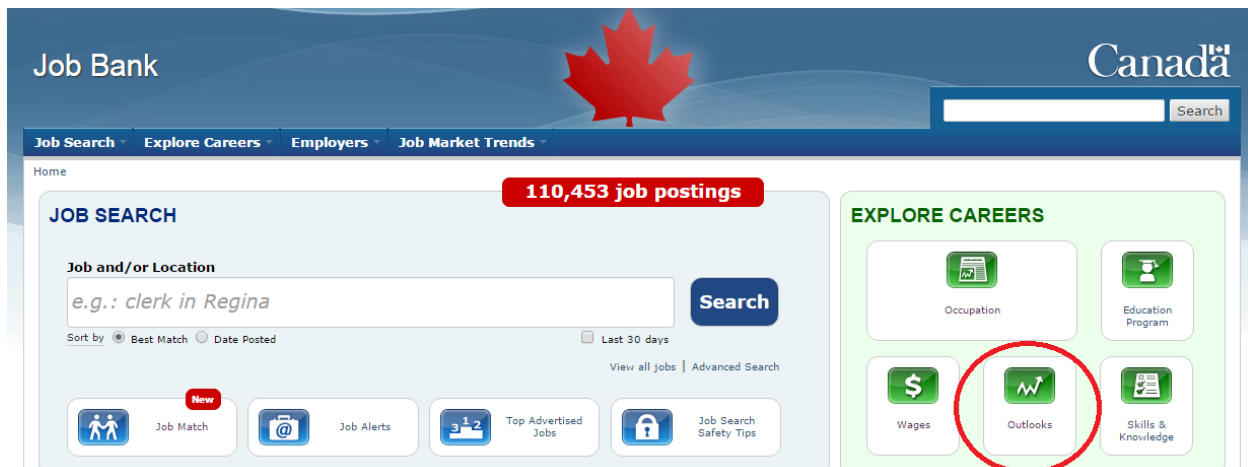 Job Bank
Canada
Search
Job Search Explore Careers Employers Job Market Trends
Home
110,453 job postings
JOB SEARCH
Job and/or Location
e.g.: clerk in Regina
Search
Sort by Best Match Date Posted Last 30 days
View all jobs | Advanced Search
New
Job Match
@
Job Alerts
3 1 2
Top Advertised
Jobs
Job Search
Safety Tips
EXPLORE CAREERS
Occupation
Education
Program
$
Wages
Outlooks
Skills &
Knowledge